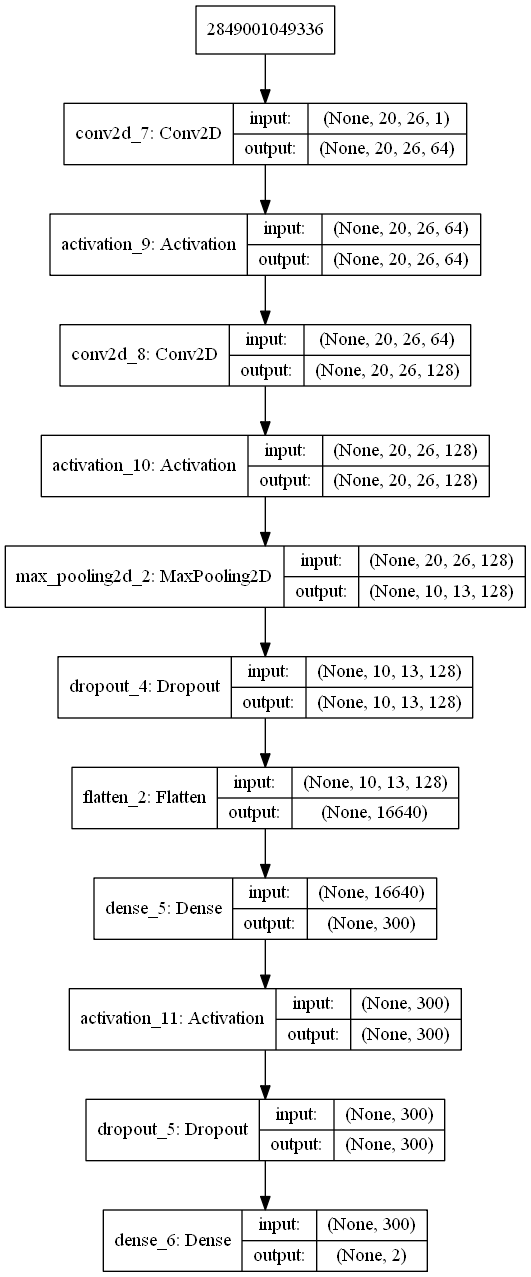 2849001049336
conv2d_7: Conv2D
input: (None, 20, 26, 1)
output: (None, 20, 26, 64)
activation_9: Activation
input: (None, 20, 26, 64)
output: (None, 20, 26, 64)
conv2d_8: Conv2D
input: (None, 20, 26, 64)
output: (None, 20, 26, 128)
activation_10: Activation
input: (None, 20, 26, 128)
output: (None, 20, 26, 128)
max_pooling2d_2: MaxPooling2D
input: (None, 20, 26, 128)
output: (None, 10, 13, 128)
dropout_4: Dropout
input: (None, 10, 13, 128)
output: (None, 10, 13, 128)
flatten_2: Flatten
input: (None, 10, 13, 128)
output: (None, 16640)
dense_5: Dense
input: (None, 16640)
output: (None, 300)
activation_11: Activation
input: (None, 300)
output: (None, 300)
dropout_5: Dropout
input: (None, 300)
output: (None, 300)
dense_6: Dense
input: (None, 300)
output: (None, 2)